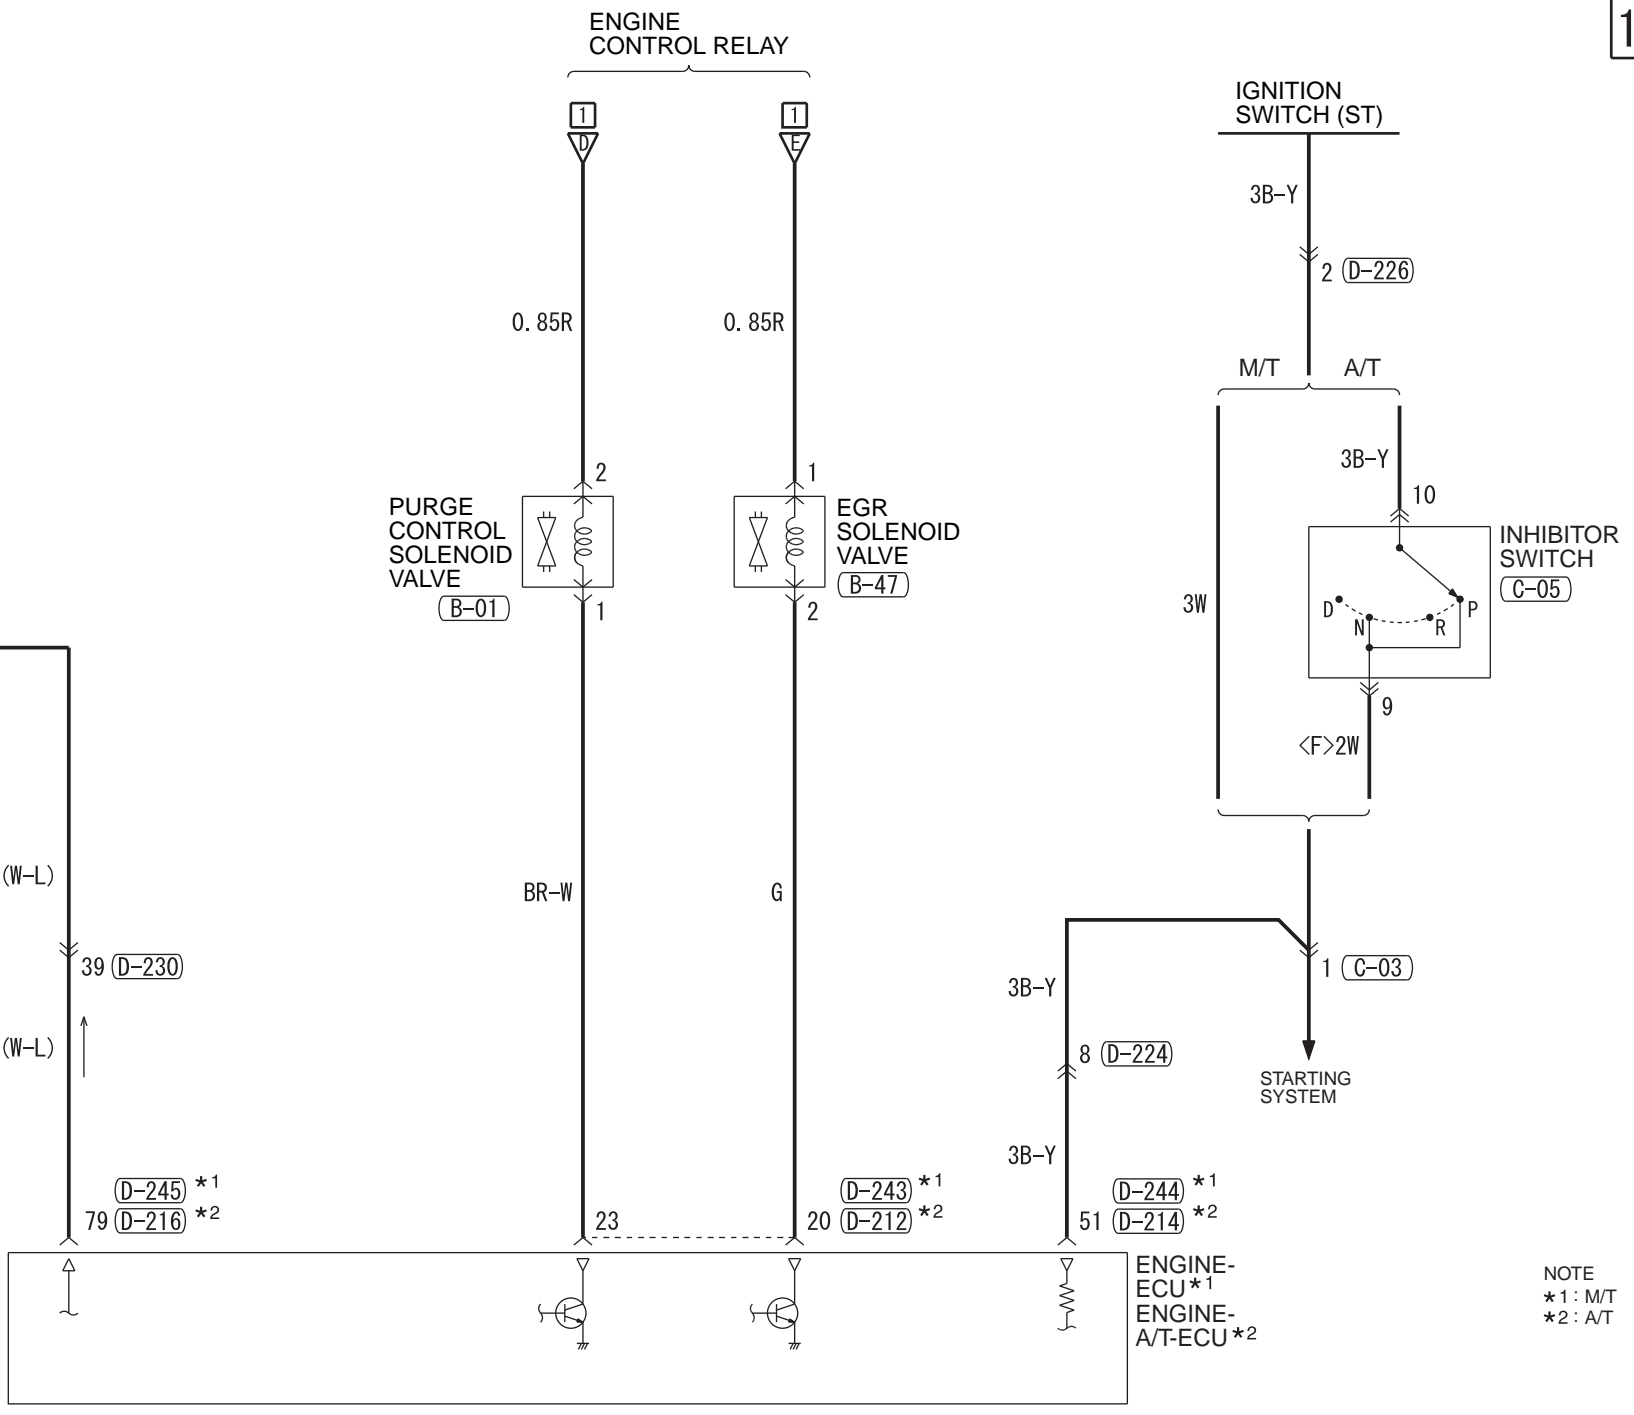 ENGINE
CONTROL RELAY
1
D
1
E
IGNITION
SWITCH (ST)
1
3B-Y
2 D-226
0.85R
0.85R
M/T
A/T
2
1
3B-Y
10
PURGE
CONTROL
SOLENOID
VALVE
B-01
1
EGR
SOLENOID
VALVE
B-47
2
INHIBITOR
SWITCH
C-05
3W
D
N
R
P
9
<F>2W
(W-L)
BR-W
G
39 D-230
3B-Y
1 C-03
(W-L)
8 D-224
STARTING
SYSTEM
3B-Y
D-245 *1
79 D-216 *2
23
D-243 *1
20 D-212 *2
D-244 *1
51 D-214 *2
ENGINE-
ECU*1
ENGINE-
A/T-ECU*2
NOTE
*1 : M/T
*2 : A/T